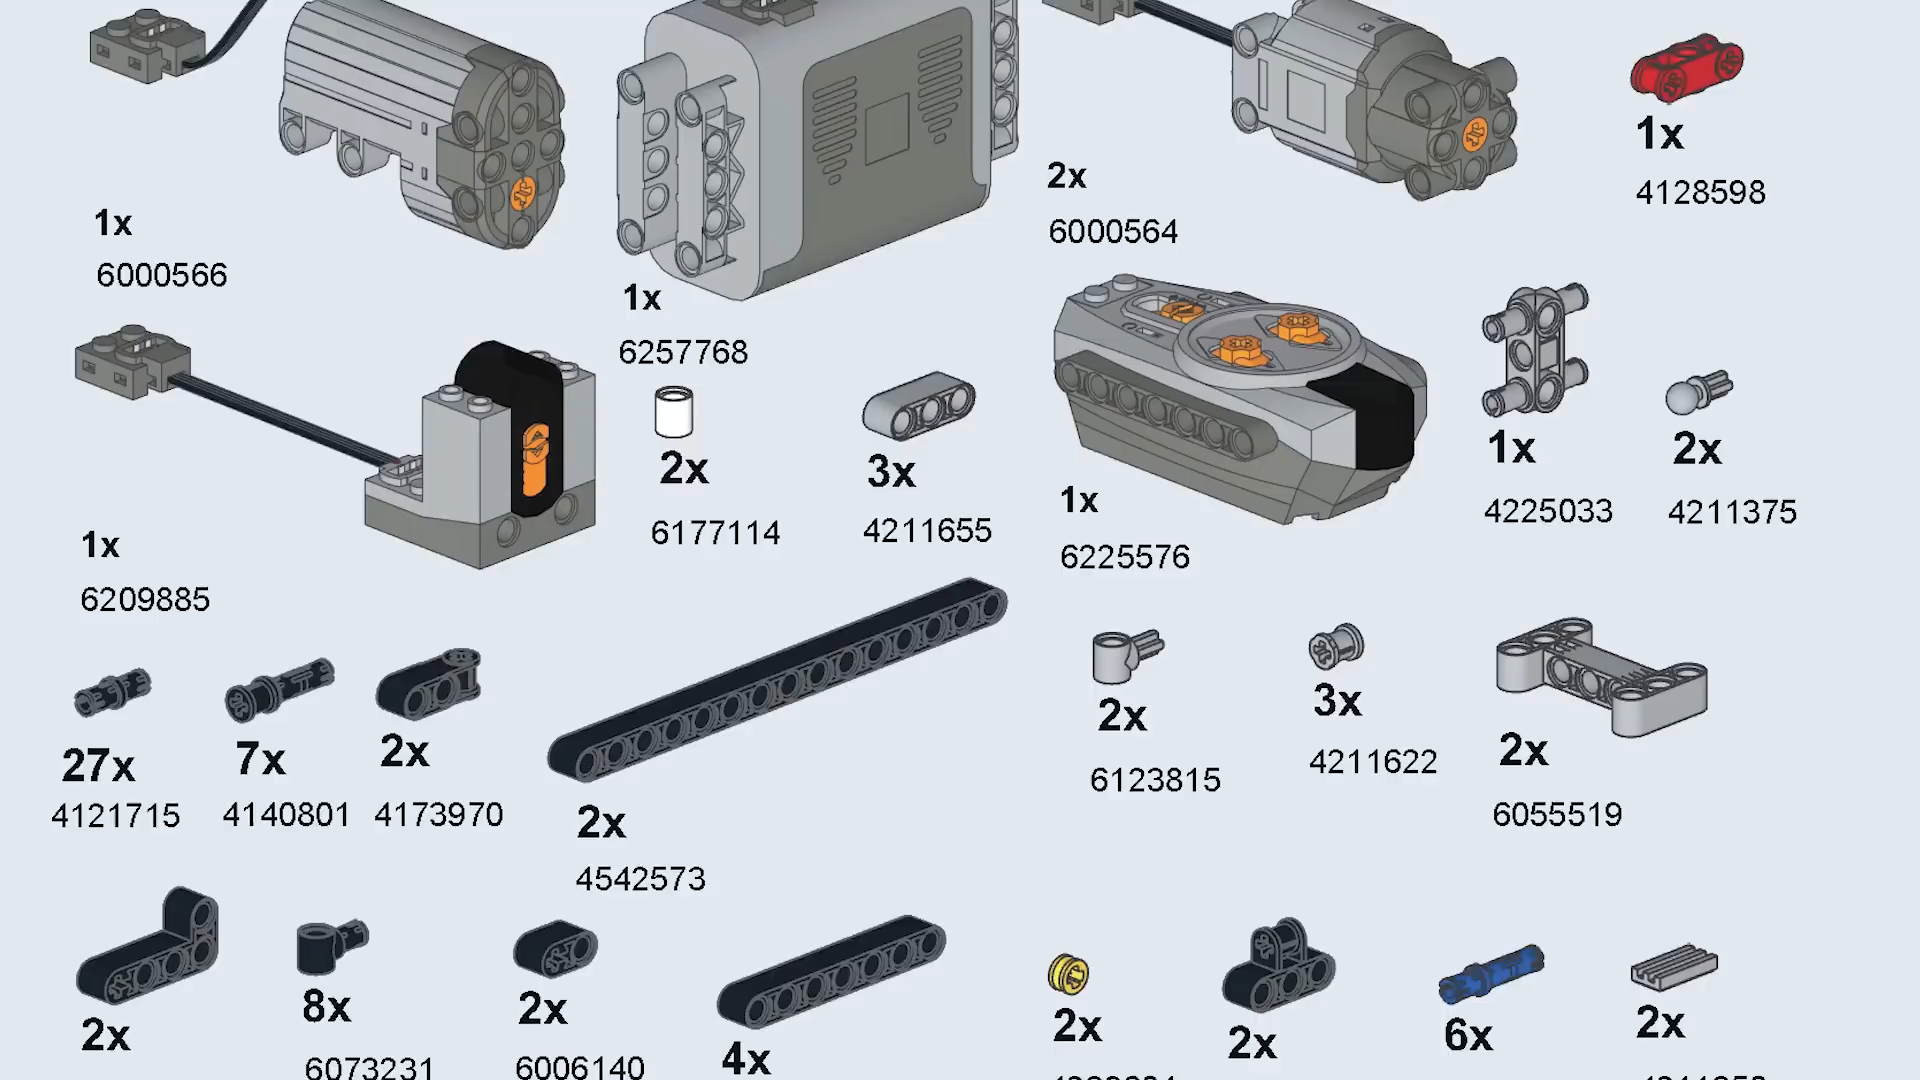 1x
6000566
1x
6257768
2x
6000564
1x
4128598
1x
6209885
2x
6177114
3x
4211655
1x
6225576
1x
4225033
2x
4211375
27x
4121715
7x
4140801
2x
4173970
2x
4542573
2x
6123815
3x
4211622
2x
6055519
2x
8x
6073231
2x
6006140
4x
2x
2x
6x
2x